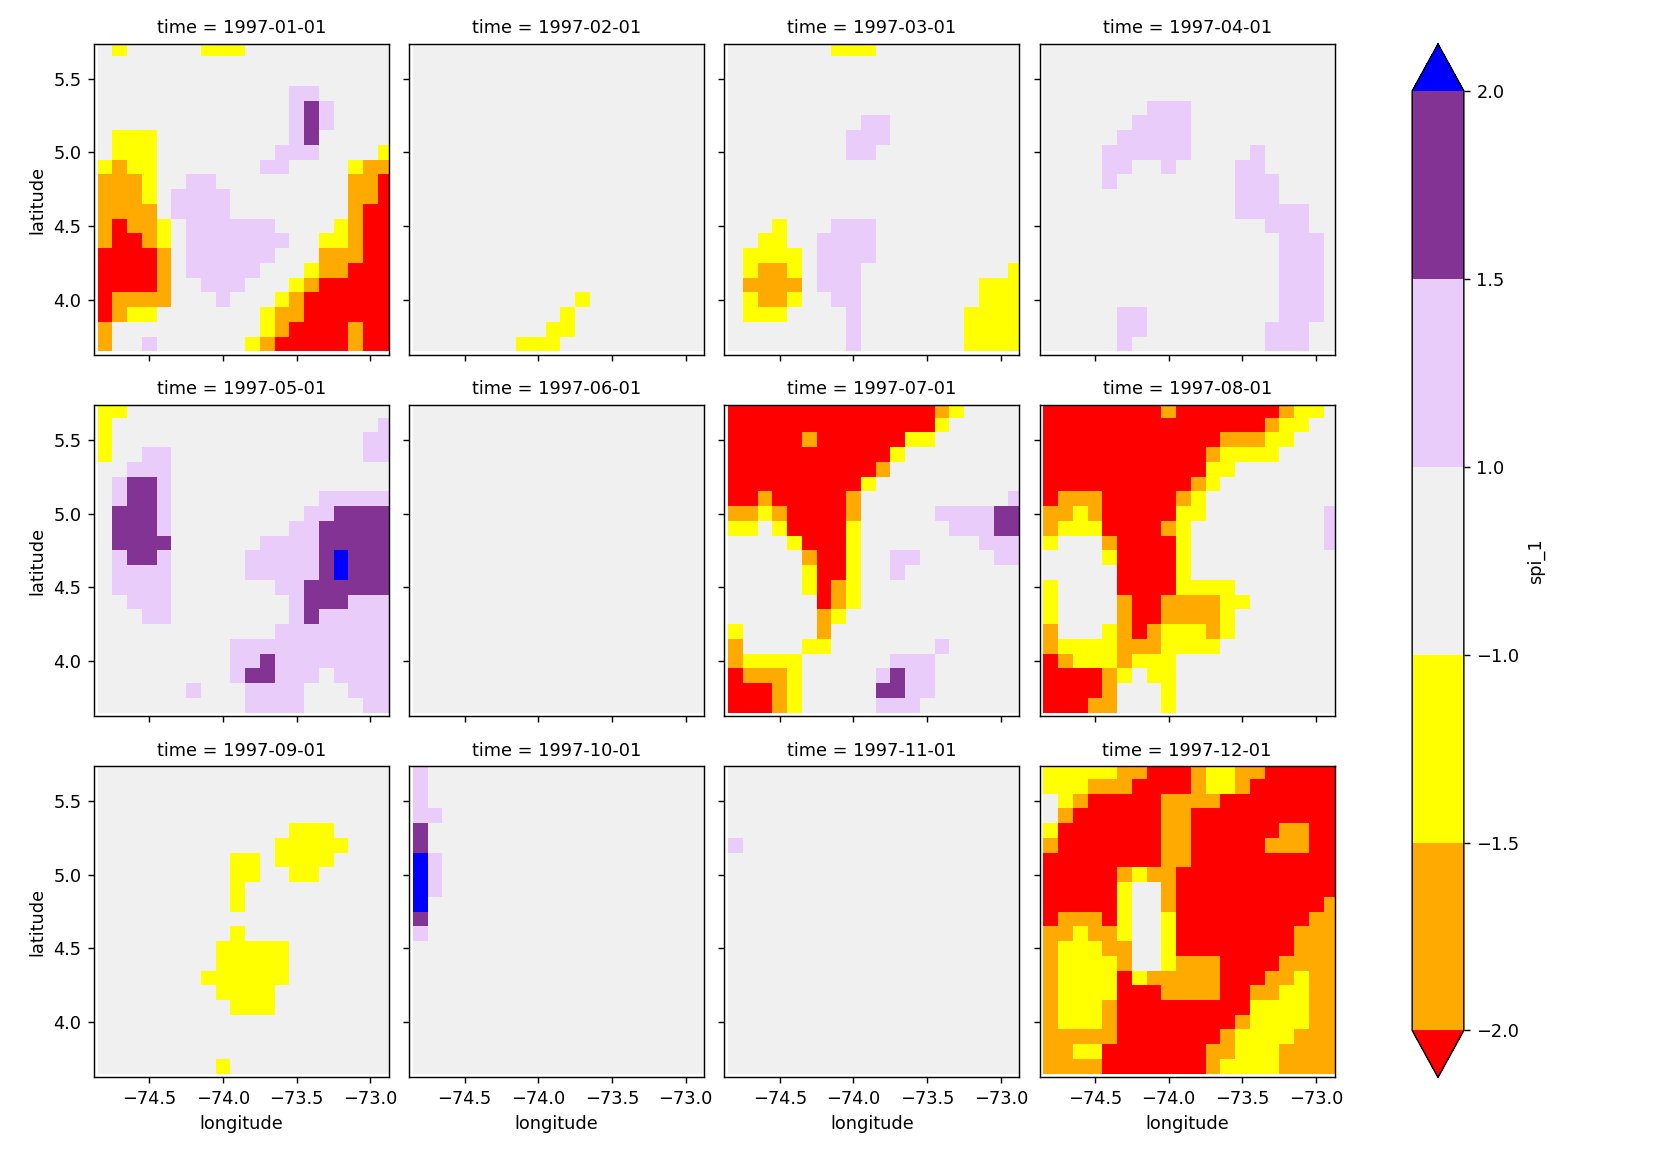 time = 1997-01-01
time = 1997-02-01
time = 1997-03-01
time = 1997-04-01
latitude
5.5
5.0
4.5
4.0
time = 1997-05-01
time = 1997-06-01
time = 1997-07-01
time = 1997-08-01
latitude
5.5
5.0
4.5
4.0
time = 1997-09-01
time = 1997-10-01
time = 1997-11-01
time = 1997-12-01
latitude
5.5
5.0
4.5
4.0
−74.5 −74.0 −73.5 −73.0
longitude
−74.5 −74.0 −73.5 −73.0
longitude
−74.5 −74.0 −73.5 −73.0
longitude
−74.5 −74.0 −73.5 −73.0
longitude
2.0
1.5
1.0
−1.0
−1.5
−2.0
spi_1